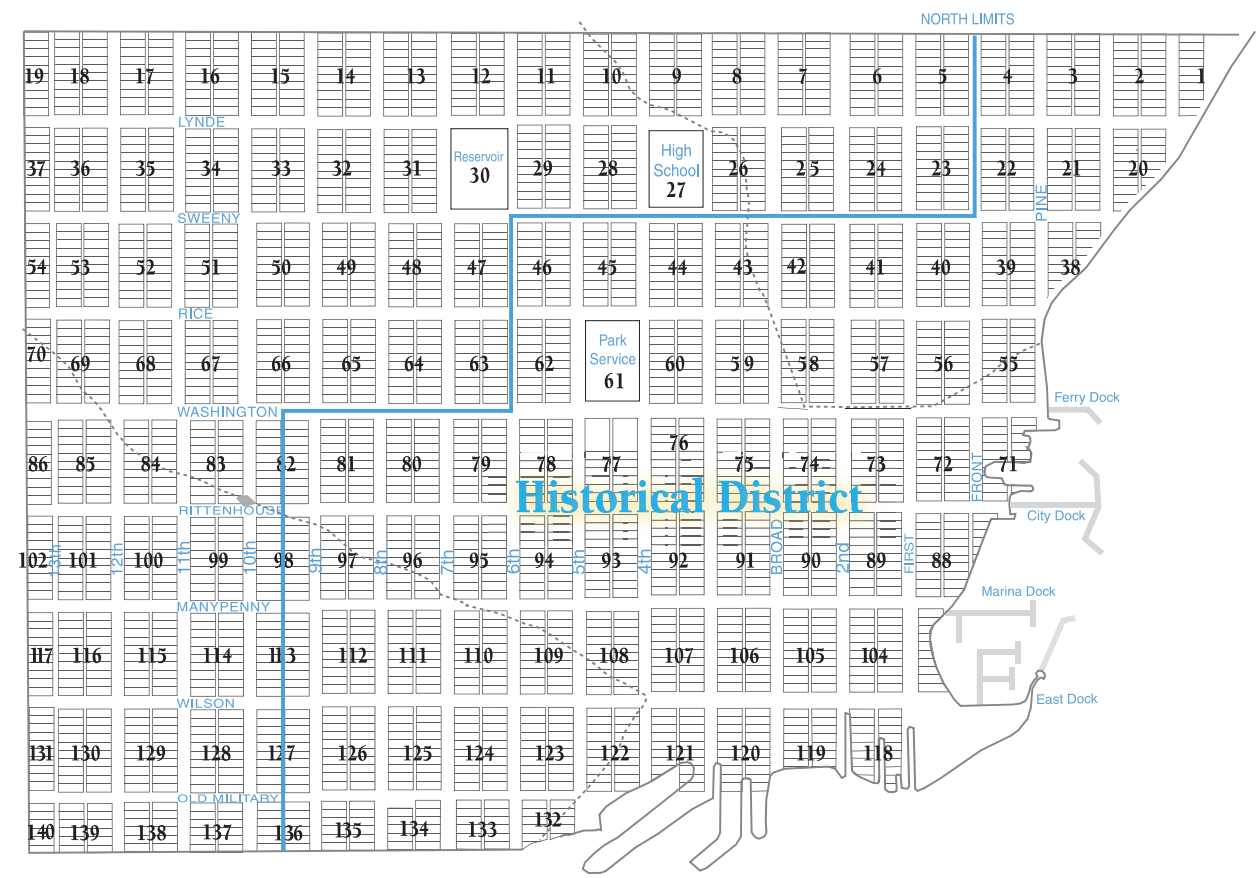 NORTH LIMITS
19 18 17 16 15 14 13 12 11 10 9 8 7 6 5 4 3 2 1
LYNDE
37 36 35 34 33 32 31 Reservoir 30 29 28 High School 27 26 25 24 23 22 21 20
PINE
SWEENY
54 53 52 51 50 49 48 47 46 45 44 43 42 41 40 39 38
RICE
70 69 68 67 66 65 64 63 62 Park Service 61 60 59 58 57 56 55
Ferry Dock
WASHINGTON
86 85 84 83 82 81 80 79 78 77 76 75 74 73 72 71
FRONT
Historical District
RITTENHOUSE
City Dock
102 101 100 99 98 97 96 95 94 93 92 91 90 89 88
13th 12th 11th 10th 9th 8th 7th 6th 5th 4th BROAD 2nd FIRST
Marina Dock
MANYPENNY
117 116 115 114 113 112 111 110 109 108 107 106 105 104
East Dock
WILSON
131 130 129 128 127 126 125 124 123 122 121 120 119 118
OLD MILITARY
140 139 138 137 136 135 134 133 132